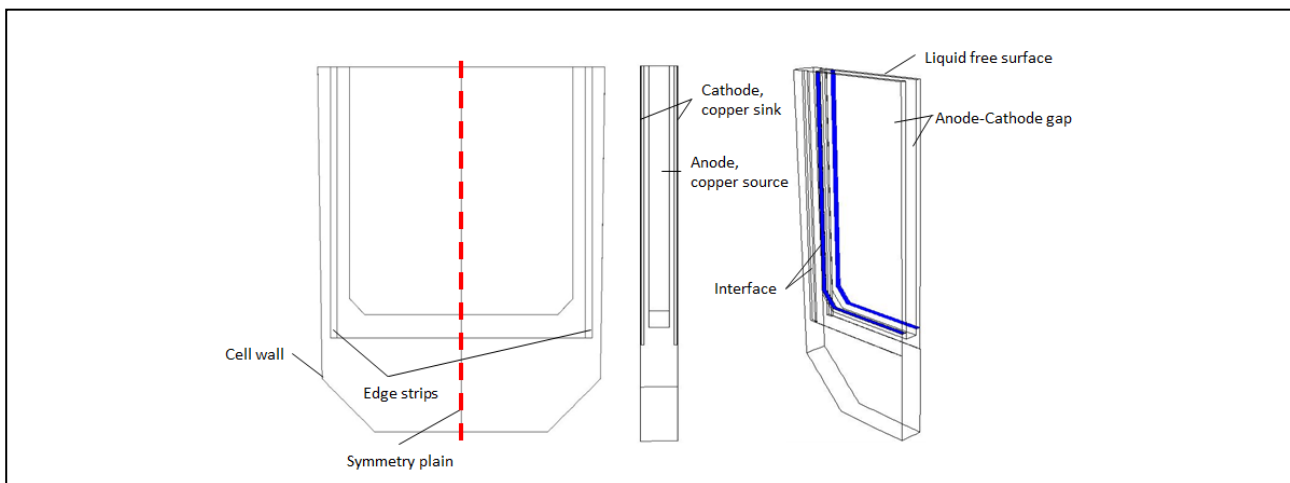 Liquid free surface
Cathode,
copper sink
Anode-Cathode gap
Anode,
copper source
Interface
Cell wall
Edge strips
Symmetry plain